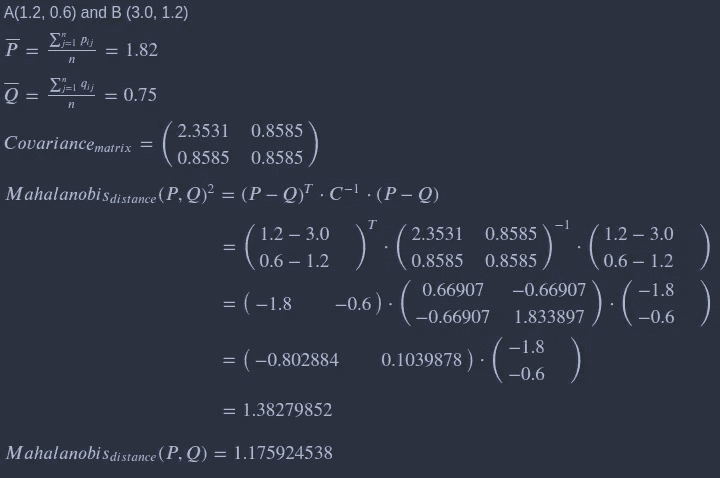 A(1.2, 0.6) and B (3.0, 1.2)
P̅ = ∑ⁿⱼ₌₁ pᵢⱼ / n = 1.82
Q̅ = ∑ⁿⱼ₌₁ qᵢⱼ / n = 0.75
Covariance_matrix = ( 2.3531 0.8585
0.8585 0.8585 )
Mahalanobis_distance(P, Q)² = (P − Q)ᵀ · C⁻¹ · (P − Q)
= ( 1.2 − 3.0 )ᵀ · ( 2.3531 0.8585 )⁻¹ · ( 1.2 − 3.0 )
0.6 − 1.2 0.8585 0.8585 0.6 − 1.2
= ( −1.8 −0.6 ) · ( 0.66907 −0.66907 ) · ( −1.8 )
−0.66907 1.833897 −0.6
= ( −0.802884 0.1039878 ) · ( −1.8 )
−0.6
= 1.38279852
Mahalanobis_distance(P, Q) = 1.175924538